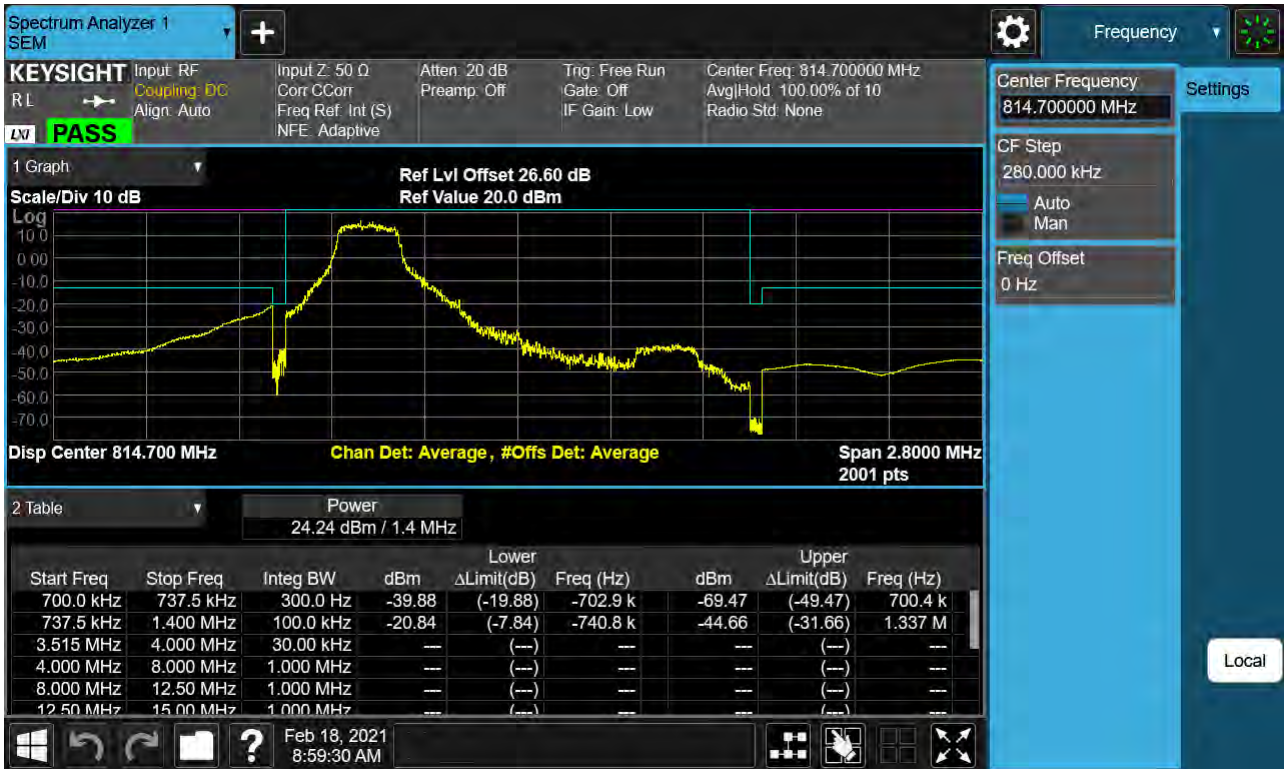 Spectrum Analyzer 1
SEM
+
Frequency
KEYSIGHT
R L
LXI
PASS
Input: RF
Coupling: DC
Align: Auto
Input Z: 50 Ω
Corr CCorr
Freq Ref: Int (S)
NFE: Adaptive
Atten: 20 dB
Preamp: Off
Trig: Free Run
Gate: Off
IF Gain: Low
Center Freq: 814.700000 MHz
Avg|Hold: 100.00% of 10
Radio Std: None
Center Frequency
814.700000 MHz
Settings
CF Step
280.000 kHz
Auto
Man
Freq Offset
0 Hz
Local
1 Graph
Scale/Div 10 dB
Ref Lvl Offset 26.60 dB
Ref Value 20.0 dBm
Log
10.0
0.00
-10.0
-20.0
-30.0
-40.0
-50.0
-60.0
-70.0
Disp Center 814.700 MHz
Chan Det: Average, #Offs Det: Average
Span 2.8000 MHz
2001 pts
2 Table
Power
24.24 dBm / 1.4 MHz
Lower Upper
Start Freq Stop Freq Integ BW dBm ΔLimit(dB) Freq (Hz) dBm ΔLimit(dB) Freq (Hz)
700.0 kHz 737.5 kHz 300.0 Hz -39.88 (-19.88) -702.9 k -69.47 (-49.47) 700.4 k
737.5 kHz 1.400 MHz 100.0 kHz -20.84 (-7.84) -740.8 k -44.66 (-31.66) 1.337 M
3.515 MHz 4.000 MHz 30.00 kHz --- (---) --- --- (---) ---
4.000 MHz 8.000 MHz 1.000 MHz --- (---) --- --- (---) ---
8.000 MHz 12.50 MHz 1.000 MHz --- (---) --- --- (---) ---
12.50 MHz 15.00 MHz 1.000 MHz --- (---) --- --- (---) ---
?
Feb 18, 2021
8:59:30 AM